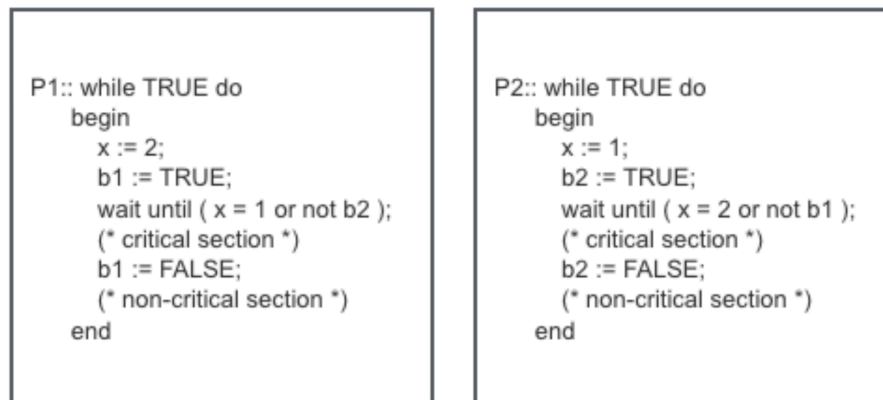 P1:: while TRUE do
begin
x := 2;
b1 := TRUE;
wait until ( x = 1 or not b2 );
(* critical section *)
b1 := FALSE;
(* non-critical section *)
end
P2:: while TRUE do
begin
x := 1;
b2 := TRUE;
wait until ( x = 2 or not b1 );
(* critical section *)
b2 := FALSE;
(* non-critical section *)
end